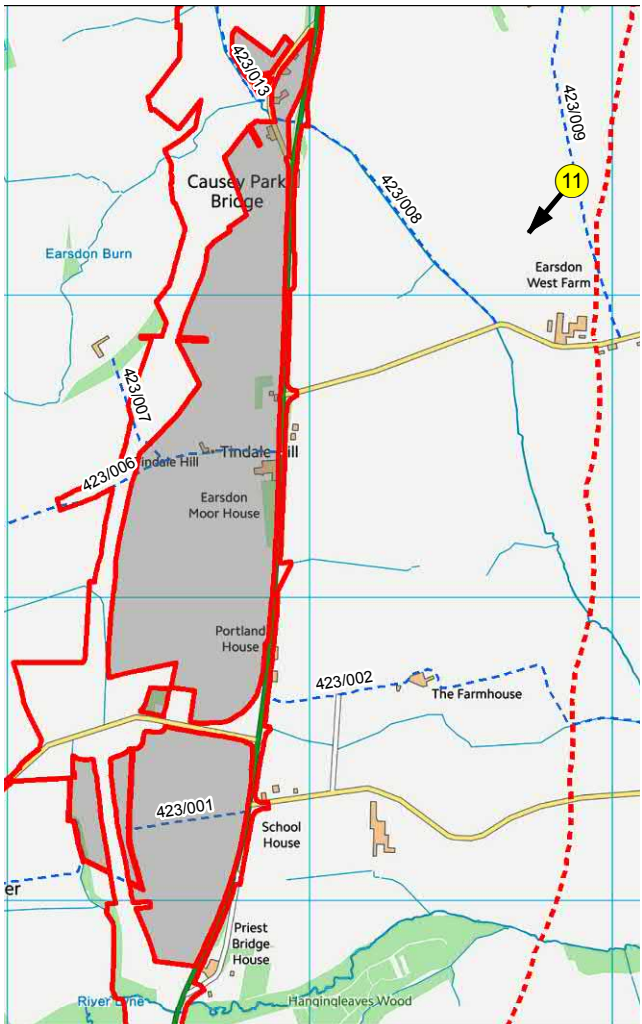 423/013
423/009
11
Causey Park
Bridge
423/008
Earsdon Burn
Earsdon
West Farm
423/007
Tindale Hill
423/006
Earsdon
Moor House
Portland
House
423/002
The Farmhouse
423/001
School
House
er
Priest
Bridge
House
River Lyne
Hangingleaves Wood